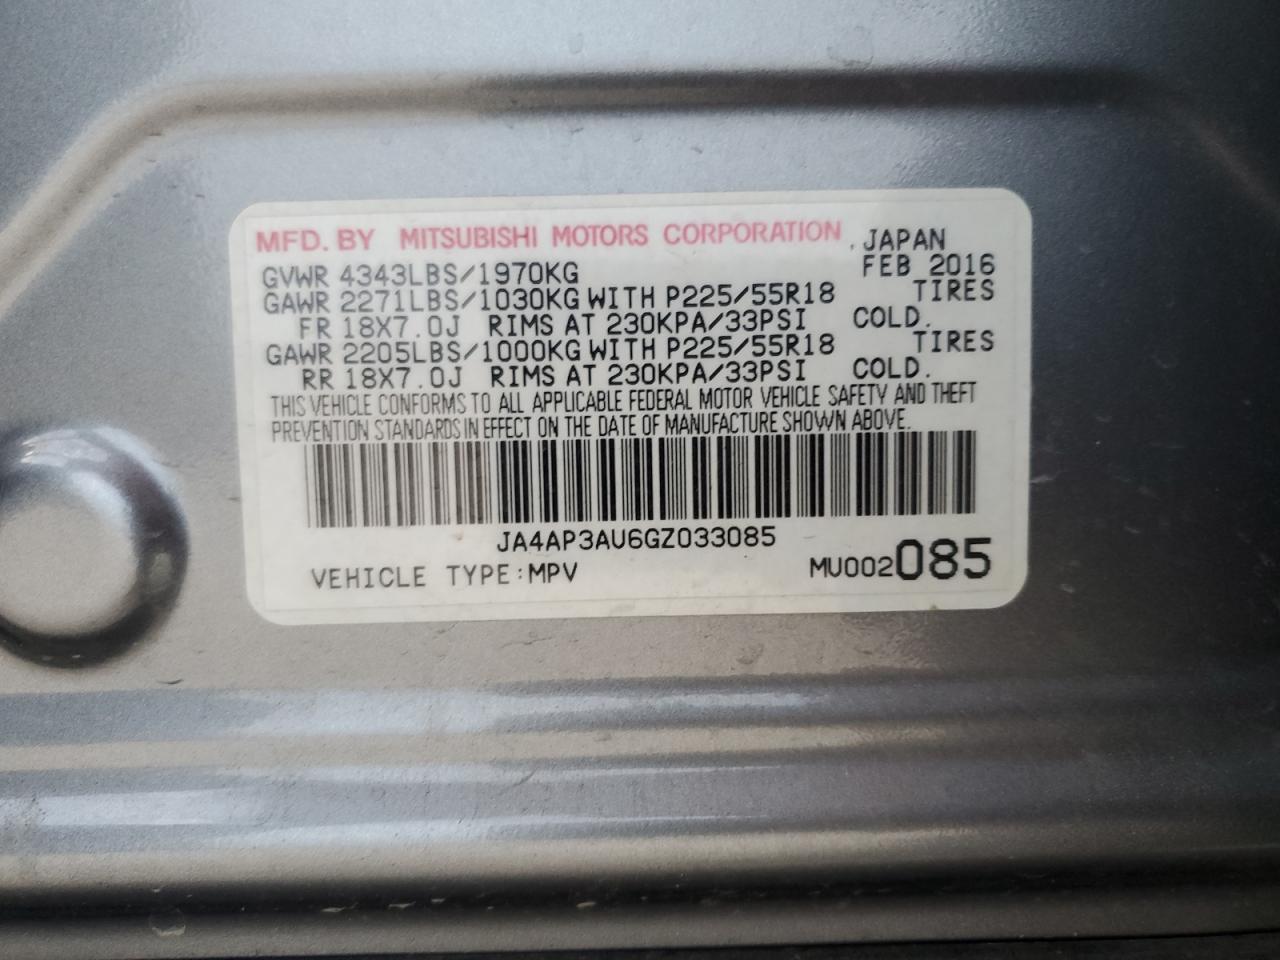 MFD. BY MITSUBISHI MOTORS CORPORATION, JAPAN
GVWR 4343LBS/1970KG FEB 2016
GAWR 2271LBS/1030KG WITH P225/55R18 TIRES
FR 18X7.0J RIMS AT 230KPA/33PSI COLD.
GAWR 2205LBS/1000KG WITH P225/55R18 TIRES
RR 18X7.0J RIMS AT 230KPA/33PSI COLD.
THIS VEHICLE CONFORMS TO ALL APPLICABLE FEDERAL MOTOR VEHICLE SAFETY AND THEFT
PREVENTION STANDARDS IN EFFECT ON THE DATE OF MANUFACTURE SHOWN ABOVE.
JA4AP3AU6GZ033085
VEHICLE TYPE:MPV MU002085